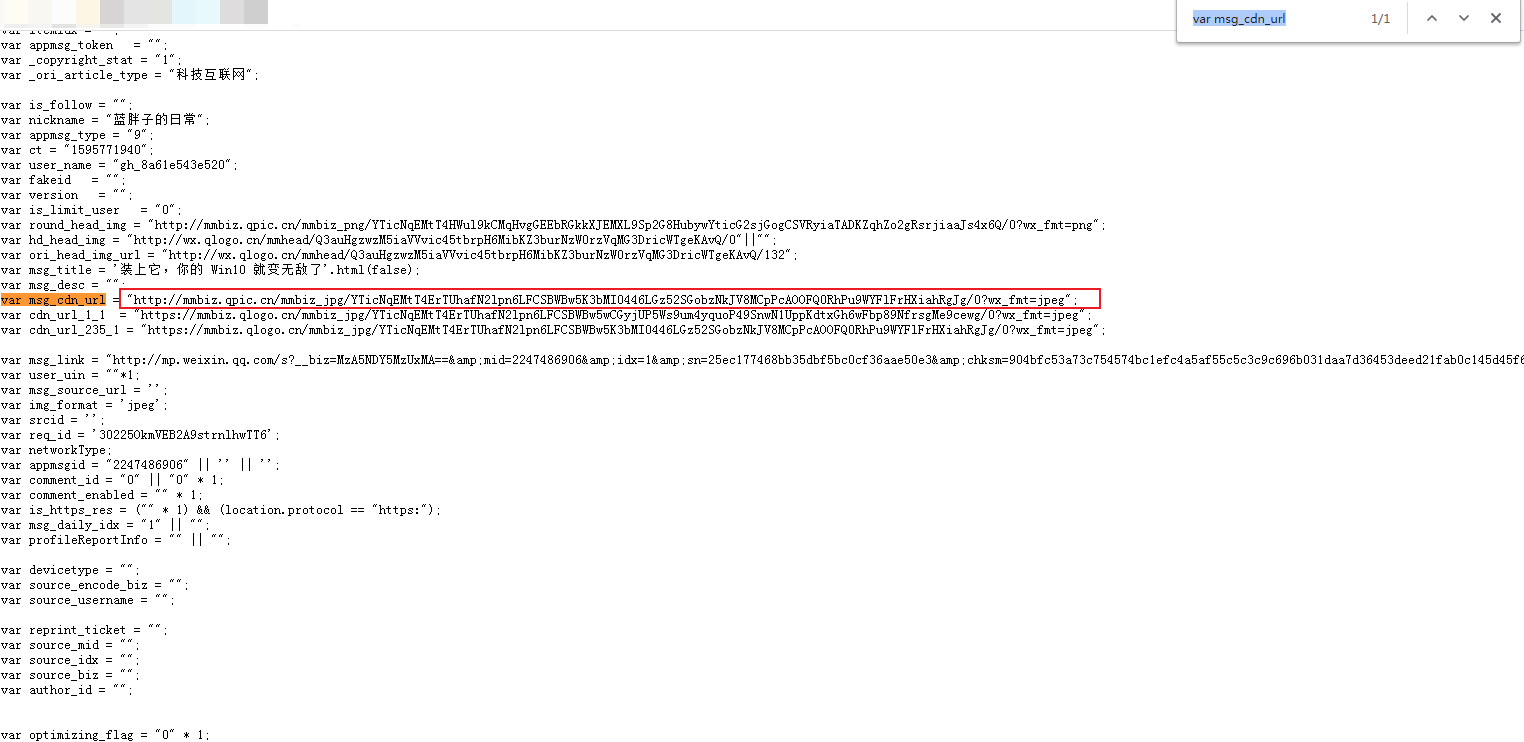 var msg_cdn_url 1/1
var itemidx = "";
var appmsg_token   = "";
var _copyright_stat = "1";
var _ori_article_type = "科技互联网";
var is_follow = "";
var nickname = "蓝胖子的日常";
var appmsg_type = "9";
var ct = "1595771940";
var user_name = "gh_8a61e543e520";
var fakeid   = "";
var version   = "";
var is_limit_user   = "0";
var round_head_img = "http://mmbiz.qpic.cn/mmbiz_png/YTicNqEMtT4HWul9kCMqHvgGEEbRGkkXJEMXL9Sp2G8HubywYticG2sjGogCSVRyiaTADKZqhZo2gRsrjiaaJs4x6Q/0?wx_fmt=png";
var hd_head_img = "http://wx.qlogo.cn/mmhead/Q3auHgzwzM5iaVVvic45tbrpH6MibKZ3burNzW0rzVqMG3DricWTgeKAvQ/0"||"";
var ori_head_img_url = "http://wx.qlogo.cn/mmhead/Q3auHgzwzM5iaVVvic45tbrpH6MibKZ3burNzW0rzVqMG3DricWTgeKAvQ/132";
var msg_title = '装上它，你的 Win10 就变无敌了'.html(false);
var msg_desc = "";
var msg_cdn_url = "http://mmbiz.qpic.cn/mmbiz_jpg/YTicNqEMtT4ErTUhafN2lpn6LFCSBWBw5K3bMI0446LGz52SGobzNkJV8MCpPcAOOFQ0RhPu9WYFlFrHXiahRgJg/0?wx_fmt=jpeg";
var cdn_url_1_1  = "https://mmbiz.qlogo.cn/mmbiz_jpg/YTicNqEMtT4ErTUhafN2lpn6LFCSBWBw5wCGyjUP5Ws9um4yquoP49SnwN1UppKdtxGh6wFbp89NfrsgMe9cewg/0?wx_fmt=jpeg";
var cdn_url_235_1 = "https://mmbiz.qlogo.cn/mmbiz_jpg/YTicNqEMtT4ErTUhafN2lpn6LFCSBWBw5K3bMI0446LGz52SGobzNkJV8MCpPcAOOFQ0RhPu9WYFlFrHXiahRgJg/0?wx_fmt=jpeg";
var msg_link = "http://mp.weixin.qq.com/s?__biz=MzA5NDY5MzUxMA==&amp;mid=2247486906&amp;idx=1&amp;sn=25ec177468bb35dbf5bc0cf36aae50e3&amp;chksm=904bfc53a73c754574bc1efc4a5af55c5c3c9c696b031daa7d36453deed21fab0c145d45f6
var user_uin = ""*1;
var msg_source_url = '';
var img_format = 'jpeg';
var srcid = '';
var req_id = '30225OkmVEB2A9strnlhwTT6';
var networkType;
var appmsgid = "2247486906" || '' || '';
var comment_id = "0" || "0" * 1;
var comment_enabled = "" * 1;
var is_https_res = ("" * 1) && (location.protocol == "https:");
var msg_daily_idx = "1" || "";
var profileReportInfo = "" || "";
var devicetype = "";
var source_encode_biz = "";
var source_username = "";
var reprint_ticket = "";
var source_mid = "";
var source_idx = "";
var source_biz = "";
var author_id = "";
var optimizing_flag = "0" * 1;